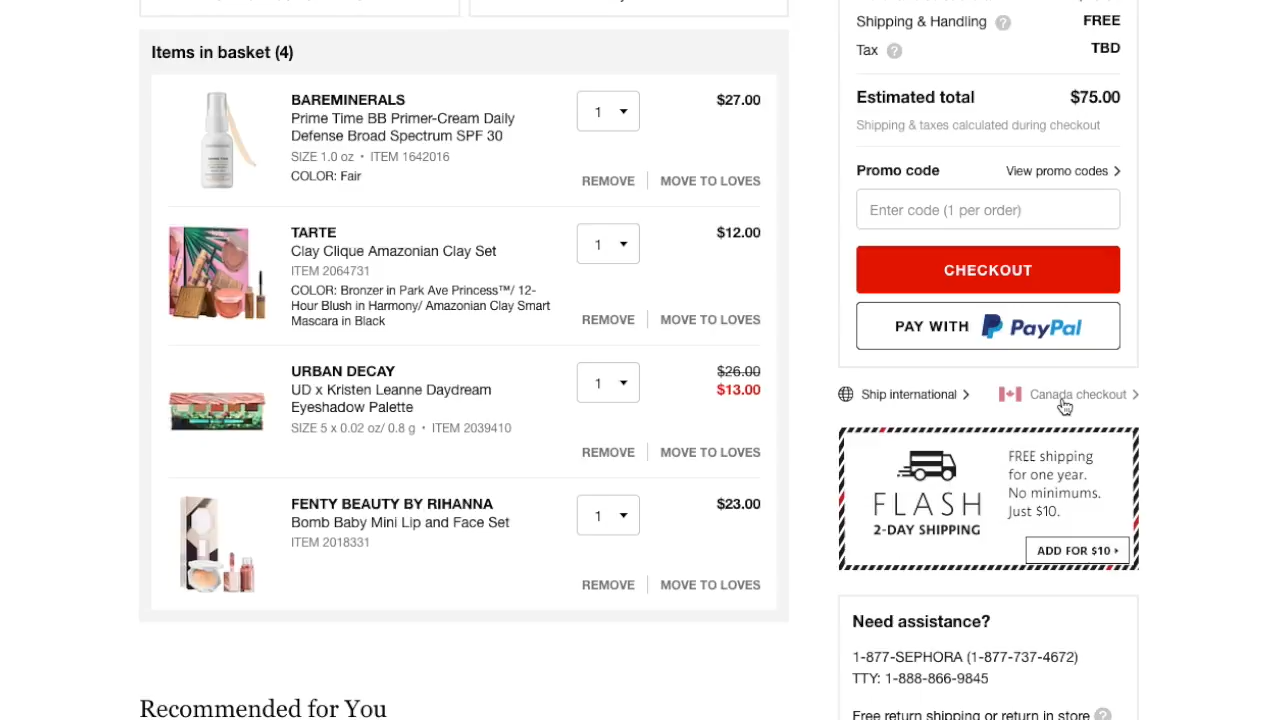 Items in basket (4)
BAREMINERALS
Prime Time BB Primer-Cream Daily
Defense Broad Spectrum SPF 30
SIZE 1.0 oz • ITEM 1642016
COLOR: Fair
1
$27.00
REMOVE
MOVE TO LOVES
TARTE
Clay Clique Amazonian Clay Set
ITEM 2064731
COLOR: Bronzer in Park Ave Princess™/ 12-
Hour Blush in Harmony/ Amazonian Clay Smart
Mascara in Black
1
$12.00
REMOVE
MOVE TO LOVES
URBAN DECAY
UD x Kristen Leanne Daydream
Eyeshadow Palette
SIZE 5 x 0.02 oz/ 0.8 g • ITEM 2039410
1
$26.00
$13.00
REMOVE
MOVE TO LOVES
FENTY BEAUTY BY RIHANNA
Bomb Baby Mini Lip and Face Set
ITEM 2018331
1
$23.00
REMOVE
MOVE TO LOVES
Recommended for You
Shipping & Handling ? FREE
Tax ? TBD
Estimated total $75.00
Shipping & taxes calculated during checkout
Promo code View promo codes >
Enter code (1 per order)
CHECKOUT
PAY WITH PayPal
Ship international > Canada checkout >
FLASH
2-DAY SHIPPING
FREE shipping
for one year.
No minimums.
Just $10.
ADD FOR $10
Need assistance?
1-877-SEPHORA (1-877-737-4672)
TTY: 1-888-866-9845
Free return shipping or return in store ?